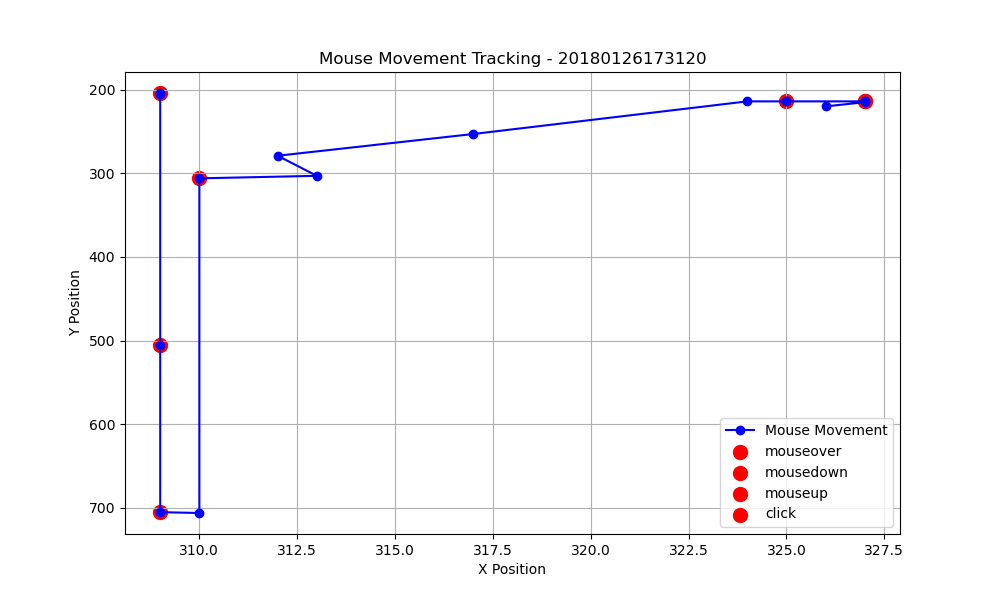 Mouse Movement Tracking - 20180126173120
200
300
400
500
600
700
Y Position
310.0 312.5 315.0 317.5 320.0 322.5 325.0 327.5
X Position
Mouse Movement
mouseover
mousedown
mouseup
click